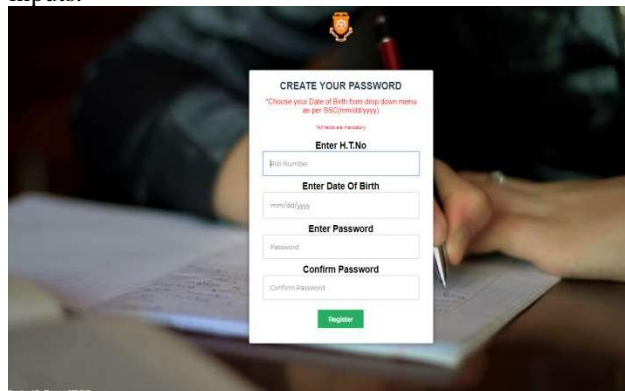 inputs.
CREATE YOUR PASSWORD
*Choose your Date of Birth from drop down menu
as per SSC(mm/dd/yyyy)
*All fields are mandatory
Enter H.T.No
Roll Number
Enter Date Of Birth
mm/dd/yyyy
Enter Password
Password
Confirm Password
Confirm Password
Register